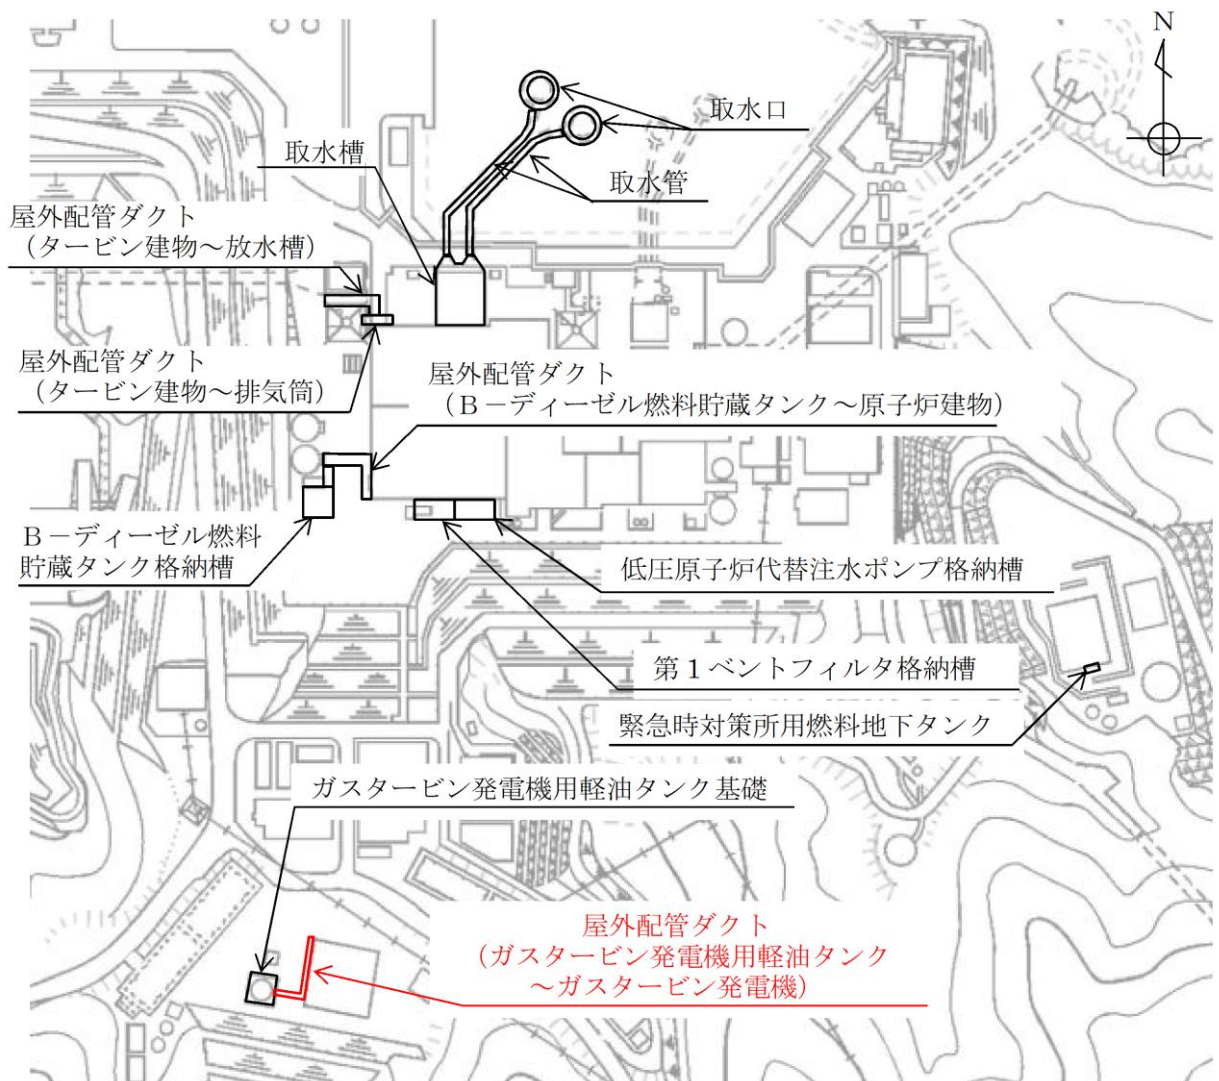 N
取水口
取水槽
取水管
屋外配管ダクト
（タービン建物～放水槽）
屋外配管ダクト
（タービン建物～排気筒）
屋外配管ダクト
（Ｂ－ディーゼル燃料貯蔵タンク～原子炉建物）
Ｂ－ディーゼル燃料
貯蔵タンク格納槽
低圧原子炉代替注水ポンプ格納槽
第１ベントフィルタ格納槽
緊急時対策所用燃料地下タンク
ガスタービン発電機用軽油タンク基礎
屋外配管ダクト
（ガスタービン発電機用軽油タンク
～ガスタービン発電機）